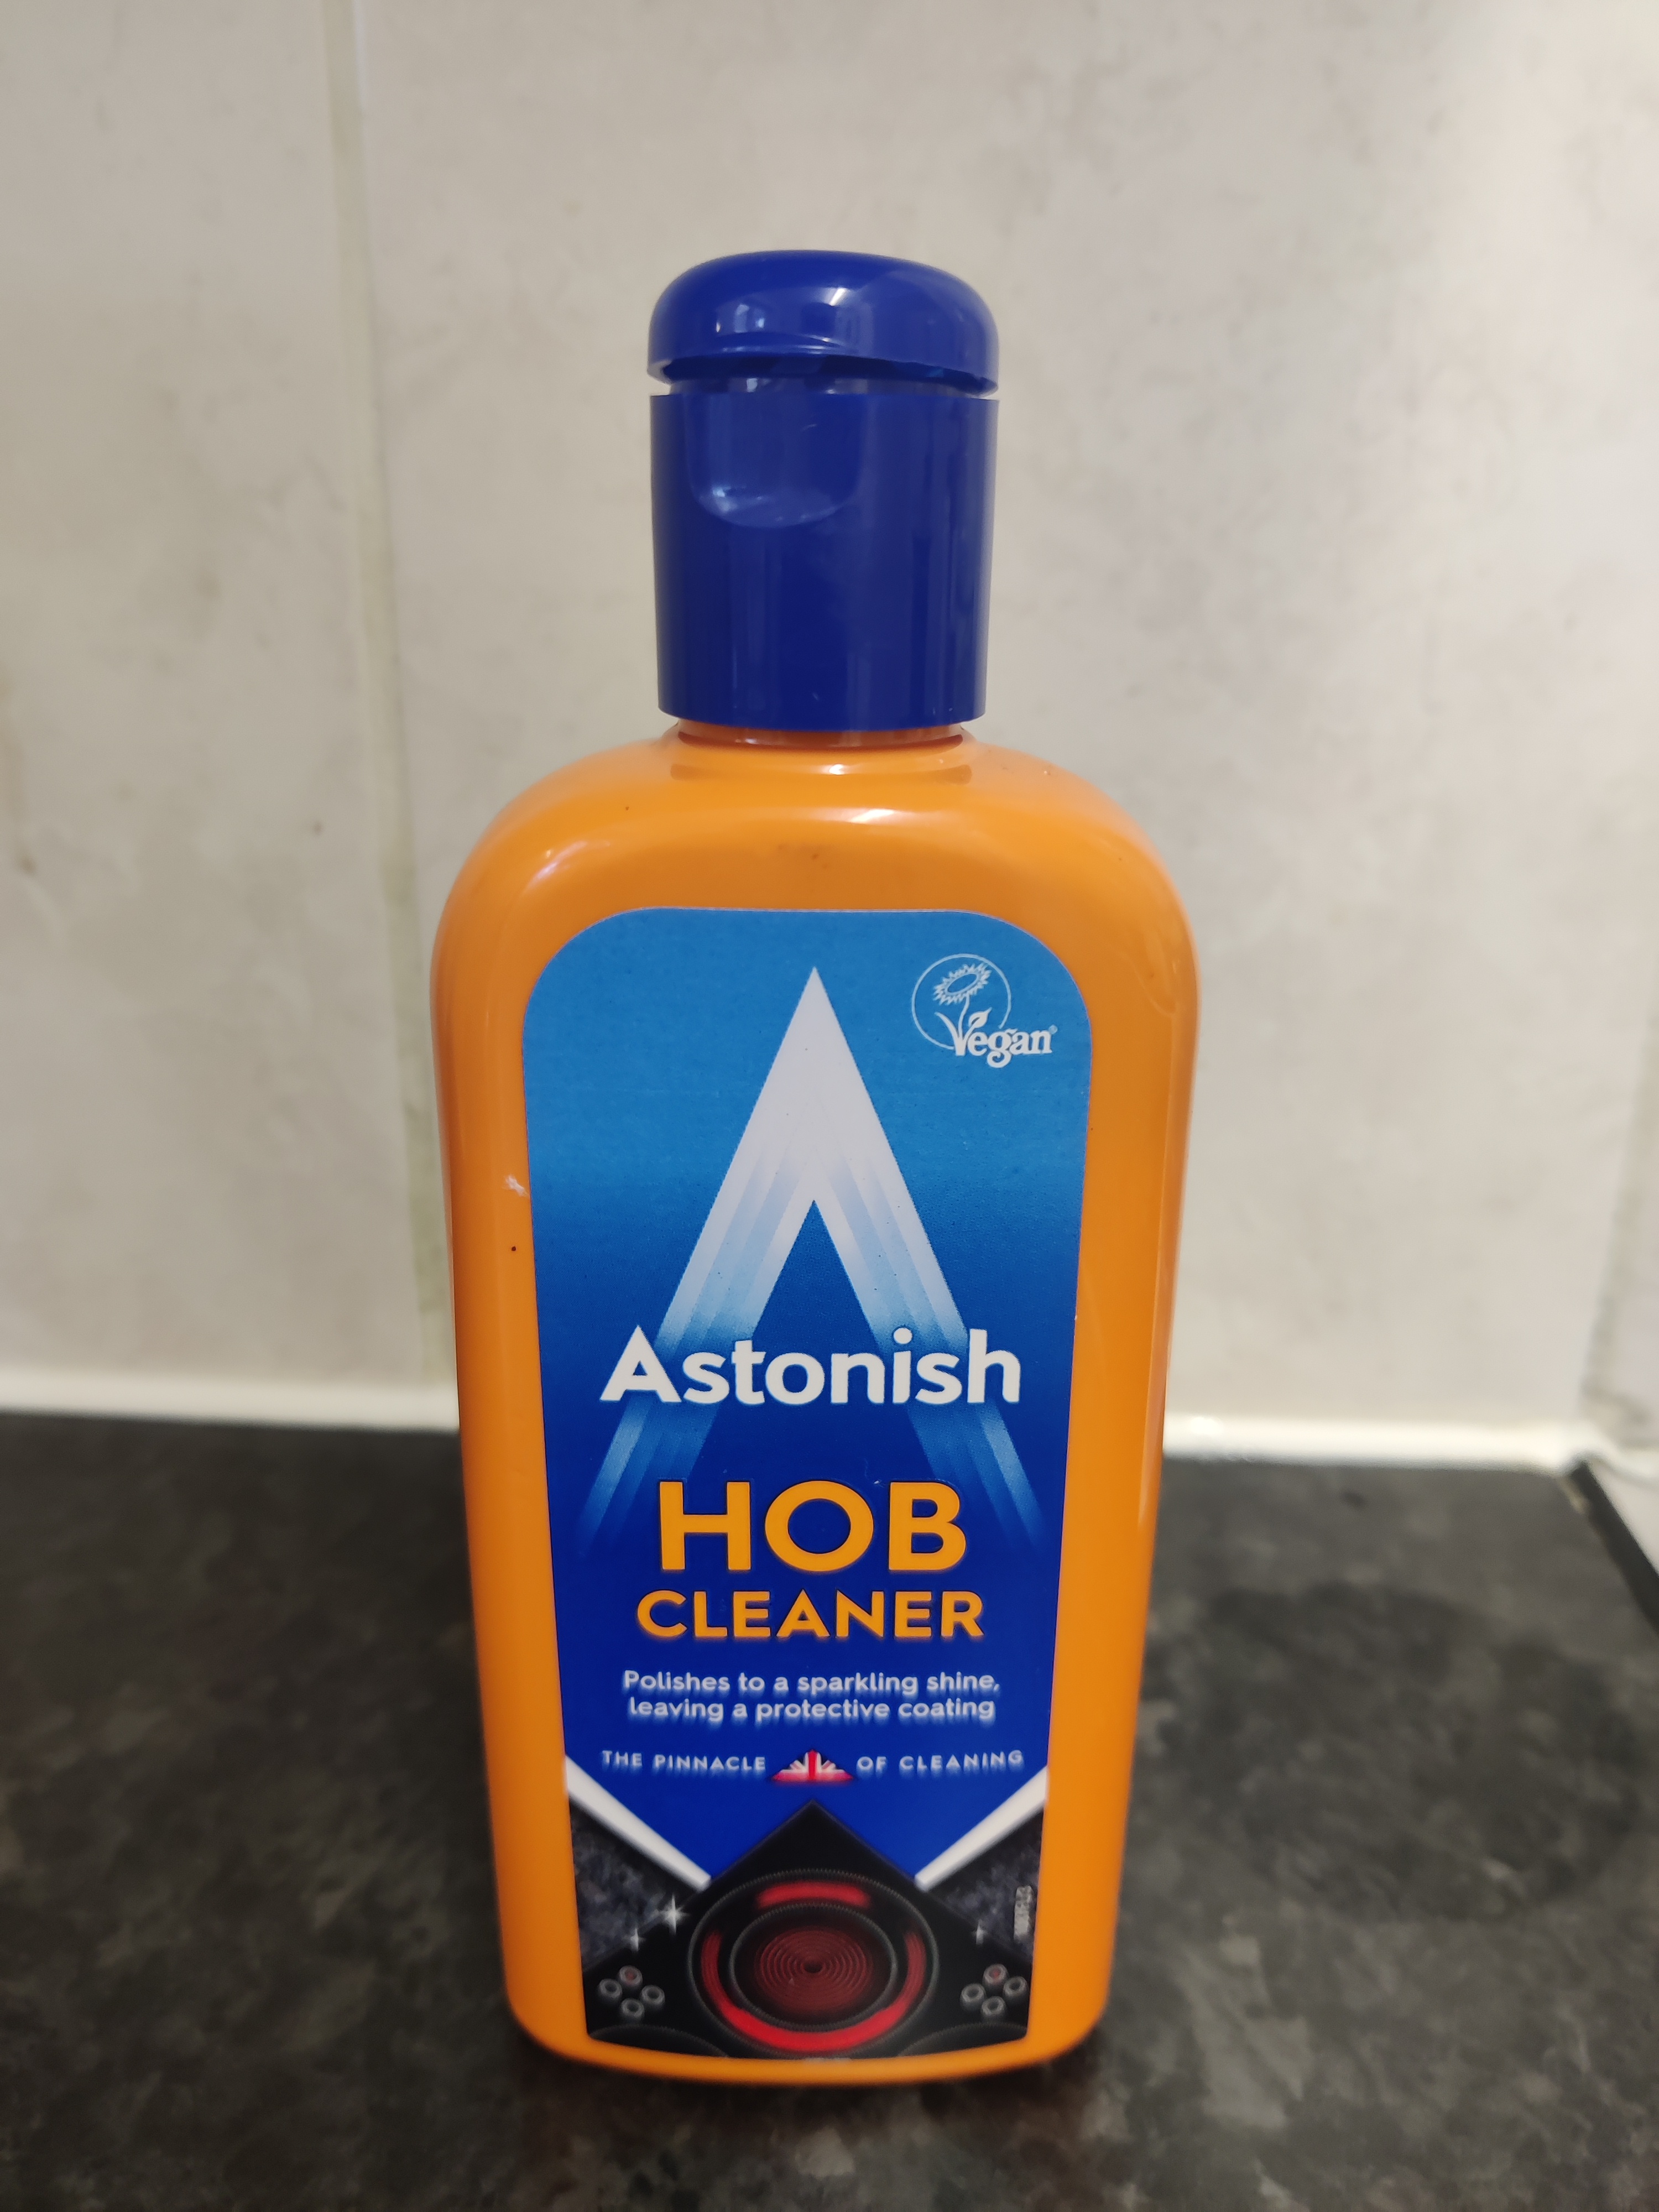 Vegan®
Astonish
HOB
CLEANER
Polishes to a sparkling shine,
leaving a protective coating
THE PINNACLE OF CLEANING